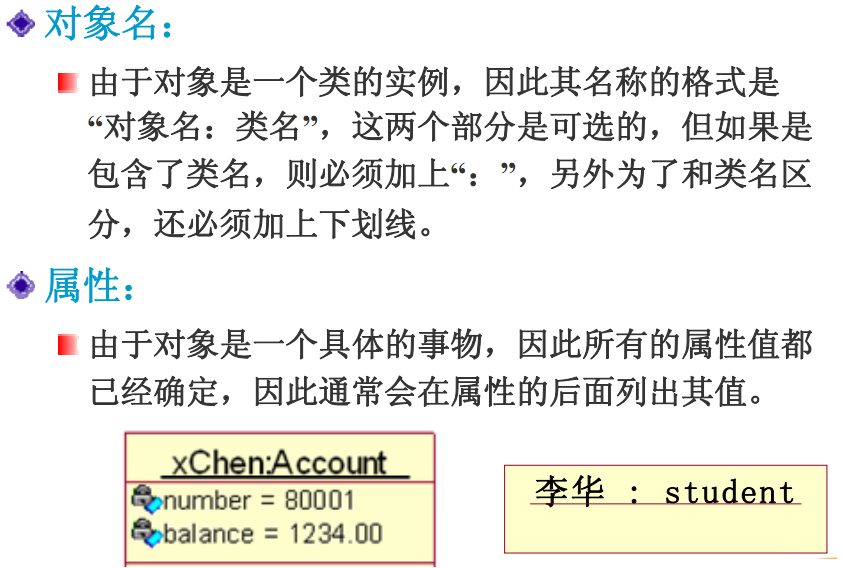 对象名：
由于对象是一个类的实例，因此其名称的格式是
“对象名：类名”，这两个部分是可选的，但如果是
包含了类名，则必须加上“：”，另外为了和类名区
分，还必须加上下划线。
属性：
由于对象是一个具体的事物，因此所有的属性值都
已经确定，因此通常会在属性的后面列出其值。
xChen:Account
number = 80001
balance = 1234.00
李华 : student